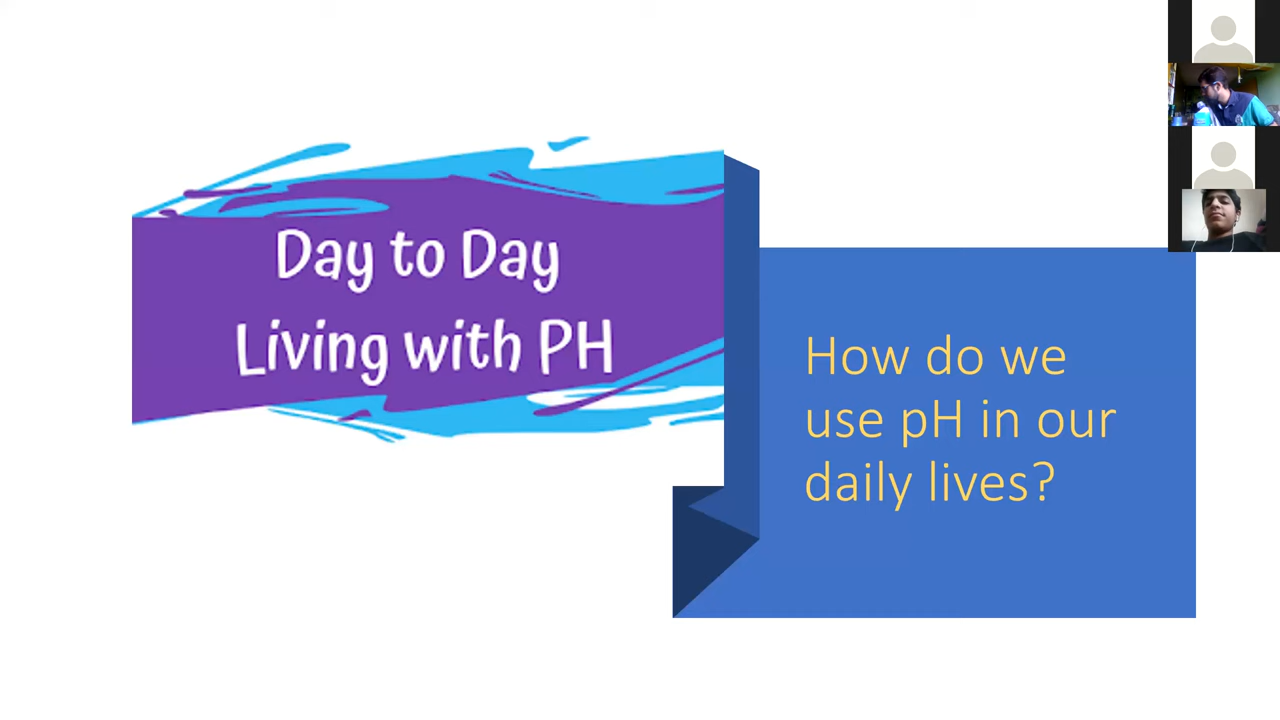 Day to Day
Living with PH
How do we
use pH in our
daily lives?